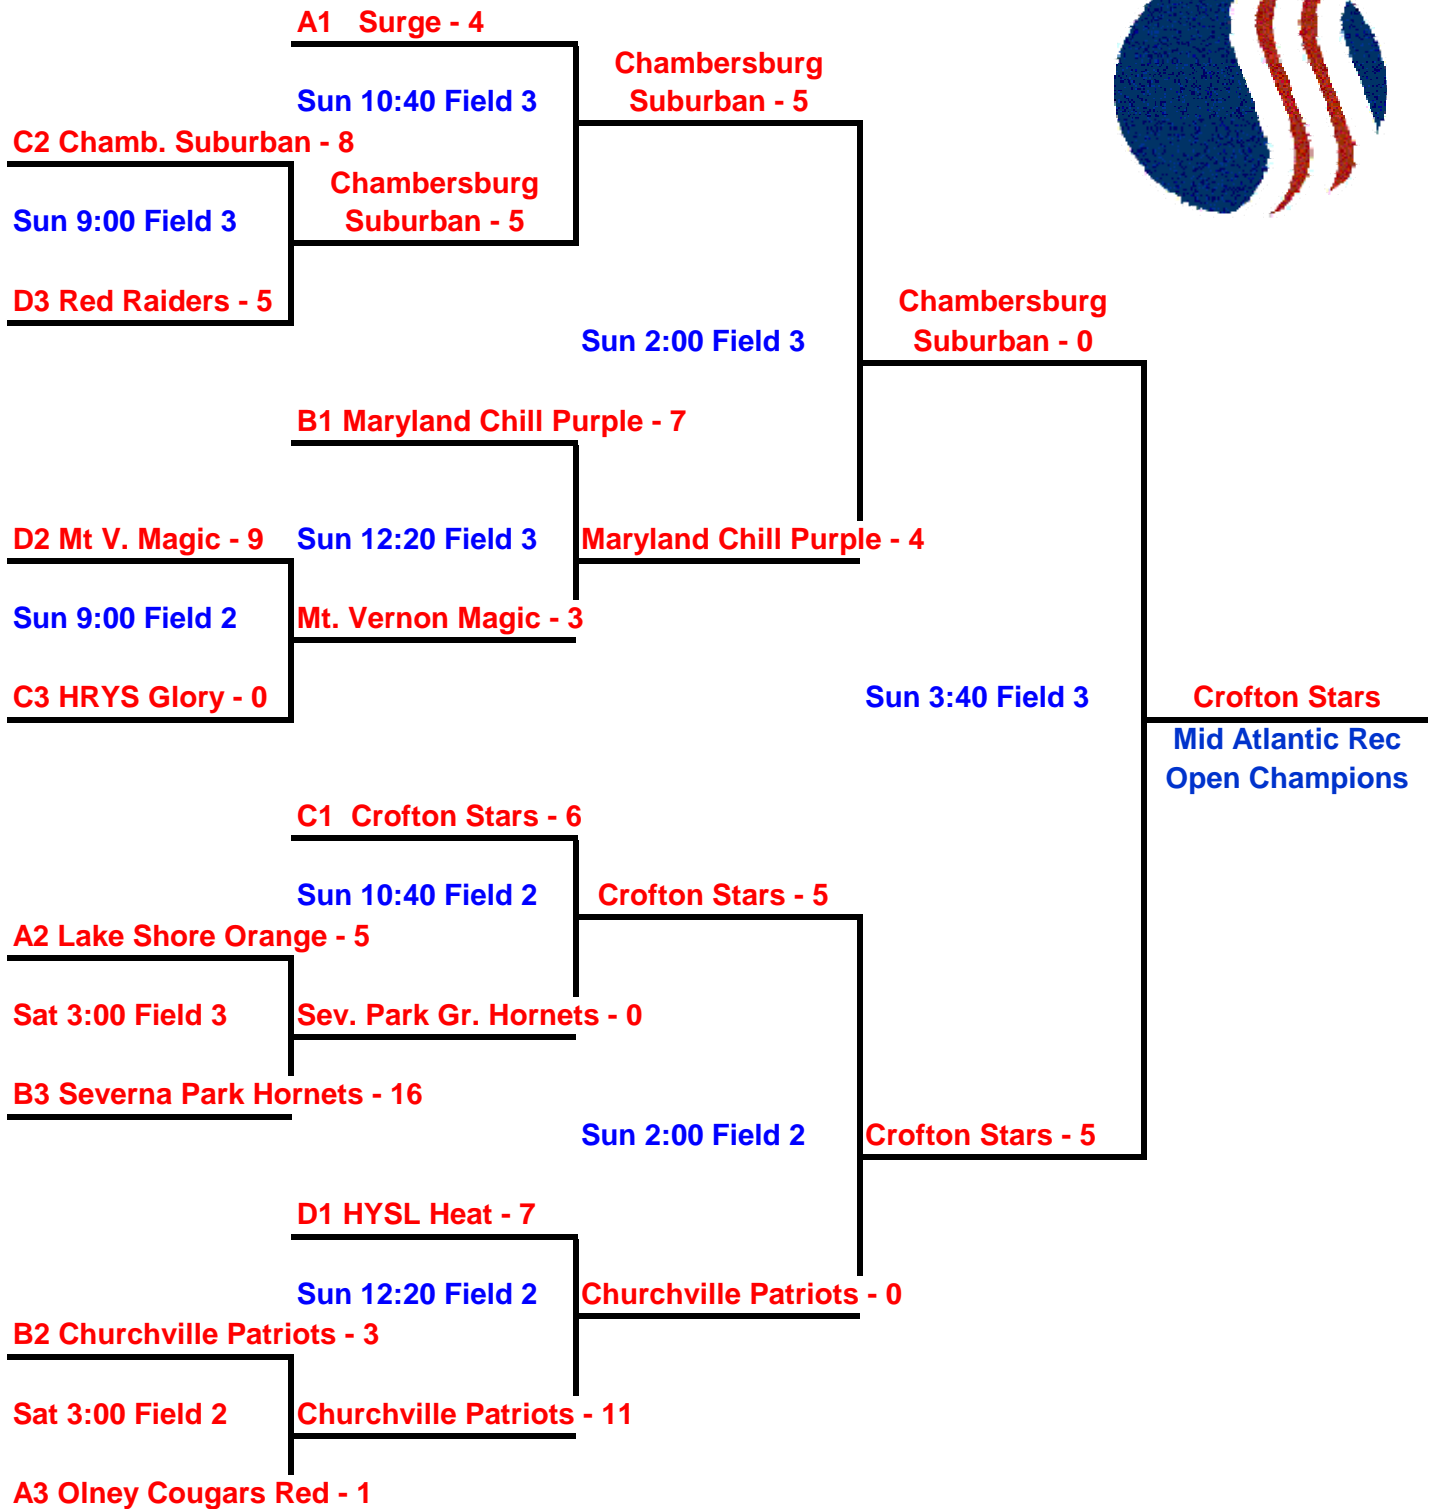 A1 Surge - 4
Chambersburg
Suburban - 5
Sun 10:40 Field 3
C2 Chamb. Suburban - 8
Chambersburg
Suburban - 5
Sun 9:00 Field 3
D3 Red Raiders - 5
Chambersburg
Suburban - 0
Sun 2:00 Field 3
B1 Maryland Chill Purple - 7
D2 Mt V. Magic - 9
Sun 12:20 Field 3
Maryland Chill Purple - 4
Sun 9:00 Field 2
Mt. Vernon Magic - 3
C3 HRYS Glory - 0
Sun 3:40 Field 3
Crofton Stars
Mid Atlantic Rec
Open Champions
C1 Crofton Stars - 6
Sun 10:40 Field 2
Crofton Stars - 5
A2 Lake Shore Orange - 5
Sat 3:00 Field 3
Sev. Park Gr. Hornets - 0
B3 Severna Park Hornets - 16
Sun 2:00 Field 2
Crofton Stars - 5
D1 HYSL Heat - 7
Sun 12:20 Field 2
Churchville Patriots - 0
B2 Churchville Patriots - 3
Sat 3:00 Field 2
Churchville Patriots - 11
A3 Olney Cougars Red - 1